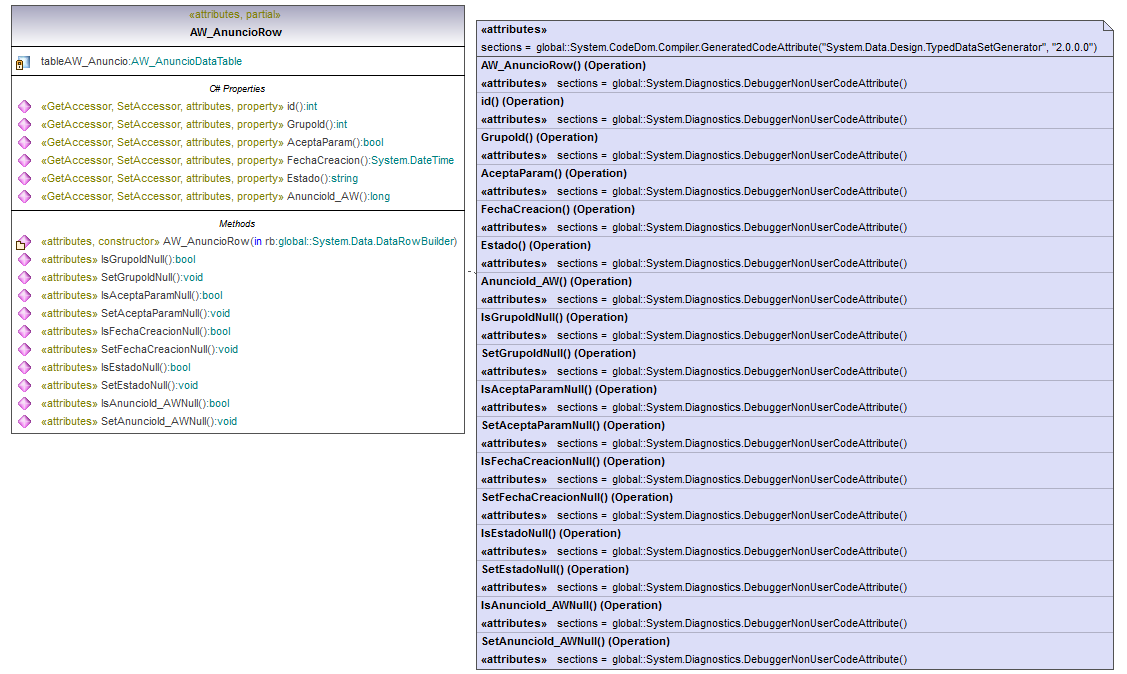 «attributes, partial»
AW_AnuncioRow
tableAW_Anuncio:AW_AnuncioDataTable
C# Properties
«GetAccessor, SetAccessor, attributes, property» id():int
«GetAccessor, SetAccessor, attributes, property» GrupoId():int
«GetAccessor, SetAccessor, attributes, property» AceptaParam():bool
«GetAccessor, SetAccessor, attributes, property» FechaCreacion():System.DateTime
«GetAccessor, SetAccessor, attributes, property» Estado():string
«GetAccessor, SetAccessor, attributes, property» AnuncioId_AW():long
Methods
«attributes, constructor» AW_AnuncioRow(in rb:global::System.Data.DataRowBuilder)
«attributes» IsGrupoIdNull():bool
«attributes» SetGrupoIdNull():void
«attributes» IsAceptaParamNull():bool
«attributes» SetAceptaParamNull():void
«attributes» IsFechaCreacionNull():bool
«attributes» SetFechaCreacionNull():void
«attributes» IsEstadoNull():bool
«attributes» SetEstadoNull():void
«attributes» IsAnuncioId_AWNull():bool
«attributes» SetAnuncioId_AWNull():void
«attributes»
sections = global::System.CodeDom.Compiler.GeneratedCodeAttribute("System.Data.Design.TypedDataSetGenerator", "2.0.0.0")
AW_AnuncioRow() (Operation)
«attributes» sections = global::System.Diagnostics.DebuggerNonUserCodeAttribute()
id() (Operation)
«attributes» sections = global::System.Diagnostics.DebuggerNonUserCodeAttribute()
GrupoId() (Operation)
«attributes» sections = global::System.Diagnostics.DebuggerNonUserCodeAttribute()
AceptaParam() (Operation)
«attributes» sections = global::System.Diagnostics.DebuggerNonUserCodeAttribute()
FechaCreacion() (Operation)
«attributes» sections = global::System.Diagnostics.DebuggerNonUserCodeAttribute()
Estado() (Operation)
«attributes» sections = global::System.Diagnostics.DebuggerNonUserCodeAttribute()
AnuncioId_AW() (Operation)
«attributes» sections = global::System.Diagnostics.DebuggerNonUserCodeAttribute()
IsGrupoIdNull() (Operation)
«attributes» sections = global::System.Diagnostics.DebuggerNonUserCodeAttribute()
SetGrupoIdNull() (Operation)
«attributes» sections = global::System.Diagnostics.DebuggerNonUserCodeAttribute()
IsAceptaParamNull() (Operation)
«attributes» sections = global::System.Diagnostics.DebuggerNonUserCodeAttribute()
SetAceptaParamNull() (Operation)
«attributes» sections = global::System.Diagnostics.DebuggerNonUserCodeAttribute()
IsFechaCreacionNull() (Operation)
«attributes» sections = global::System.Diagnostics.DebuggerNonUserCodeAttribute()
SetFechaCreacionNull() (Operation)
«attributes» sections = global::System.Diagnostics.DebuggerNonUserCodeAttribute()
IsEstadoNull() (Operation)
«attributes» sections = global::System.Diagnostics.DebuggerNonUserCodeAttribute()
SetEstadoNull() (Operation)
«attributes» sections = global::System.Diagnostics.DebuggerNonUserCodeAttribute()
IsAnuncioId_AWNull() (Operation)
«attributes» sections = global::System.Diagnostics.DebuggerNonUserCodeAttribute()
SetAnuncioId_AWNull() (Operation)
«attributes» sections = global::System.Diagnostics.DebuggerNonUserCodeAttribute()